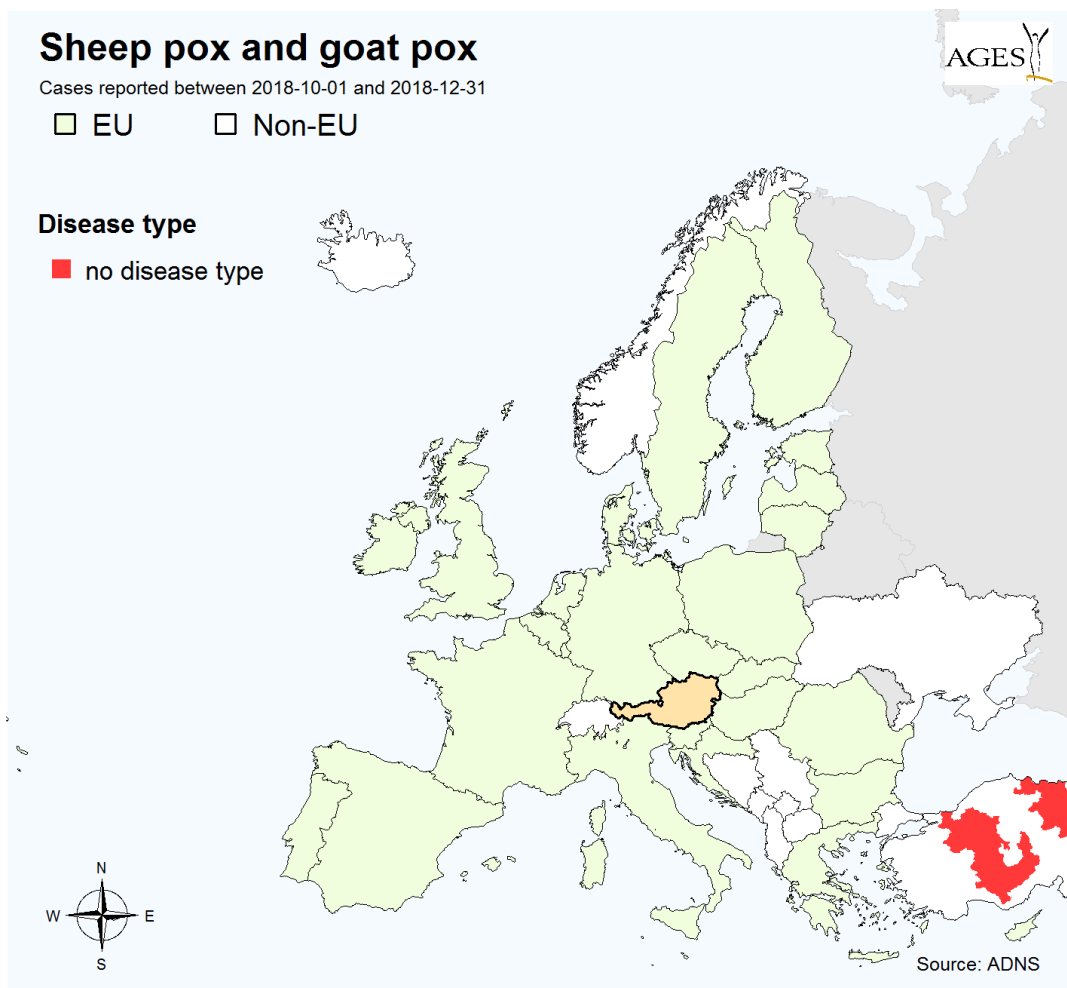 Sheep pox and goat pox
Cases reported between 2018-10-01 and 2018-12-31
EU Non-EU
AGES
Disease type
no disease type
N
W E
S
Source: ADNS